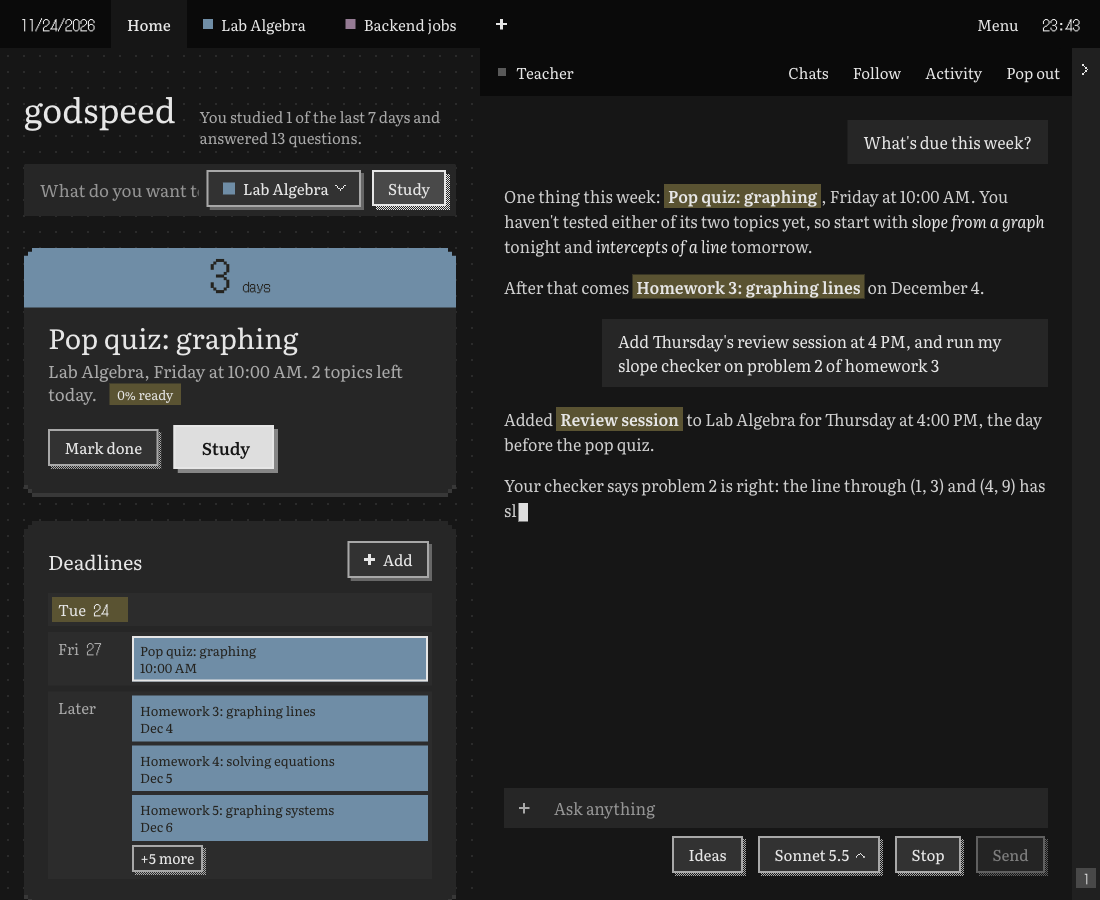 11/24/2026 Home Lab Algebra Backend jobs + Menu 23:43
godspeed
You studied 1 of the last 7 days and
answered 13 questions.
What do you want t
Lab Algebra
Study
3 days
Pop quiz: graphing
Lab Algebra, Friday at 10:00 AM. 2 topics left
today. 0% ready
Mark done
Study
Deadlines
+ Add
Tue 24
Fri 27
Pop quiz: graphing
10:00 AM
Later
Homework 3: graphing lines
Dec 4
Homework 4: solving equations
Dec 5
Homework 5: graphing systems
Dec 6
+5 more
Teacher Chats Follow Activity Pop out
What's due this week?
One thing this week: Pop quiz: graphing, Friday at 10:00 AM. You
haven't tested either of its two topics yet, so start with slope from a graph
tonight and intercepts of a line tomorrow.
After that comes Homework 3: graphing lines on December 4.
Add Thursday's review session at 4 PM, and run my
slope checker on problem 2 of homework 3
Added Review session to Lab Algebra for Thursday at 4:00 PM, the day
before the pop quiz.
Your checker says problem 2 is right: the line through (1, 3) and (4, 9) has
sl
+ Ask anything
Ideas Sonnet 5.5 Stop Send
1